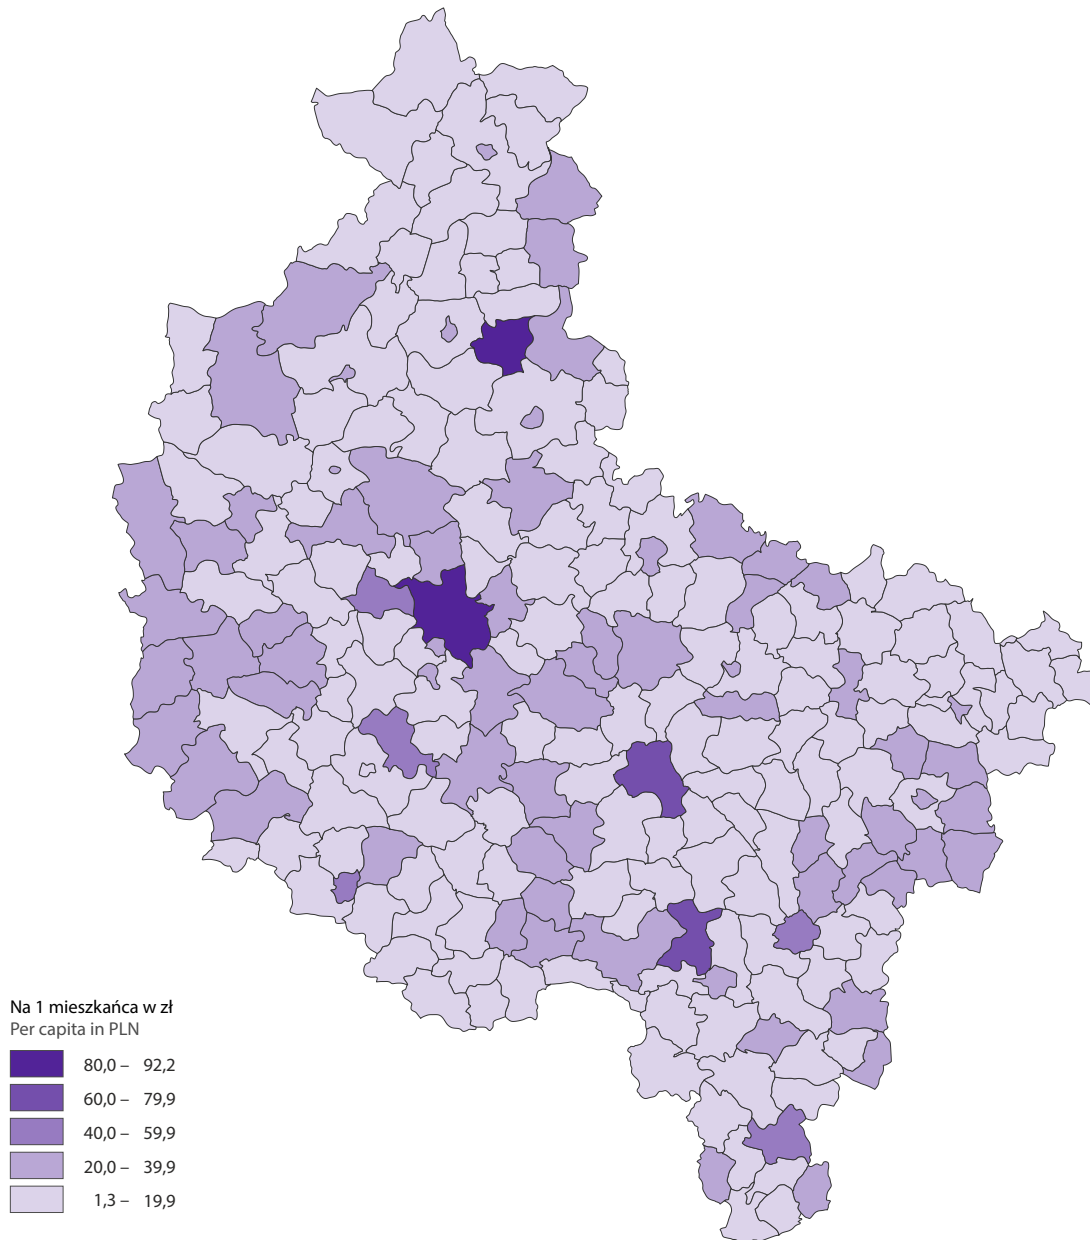 Na 1 mieszkańca w zł
Per capita in PLN
80,0 – 92,2
60,0 – 79,9
40,0 – 59,9
20,0 – 39,9
1,3 – 19,9